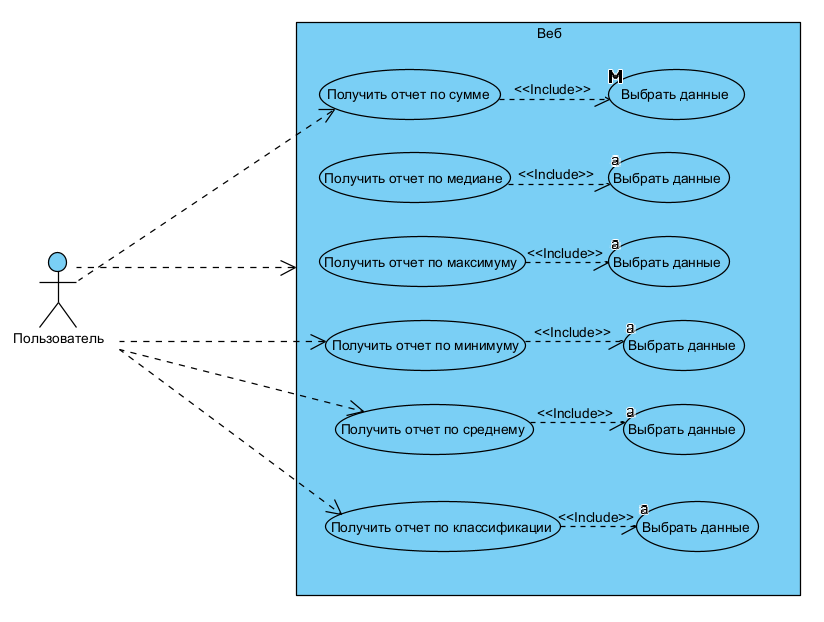 Веб
Получить отчет по сумме
<<Include>>
M
Выбрать данные
Получить отчет по медиане
<<Include>>
a
Выбрать данные
Получить отчет по максимуму
<<Include>>
a
Выбрать данные
Пользователь
Получить отчет по минимуму
<<Include>>
a
Выбрать данные
Получить отчет по среднему
<<Include>>
a
Выбрать данные
Получить отчет по классификации
<<Include>>
a
Выбрать данные